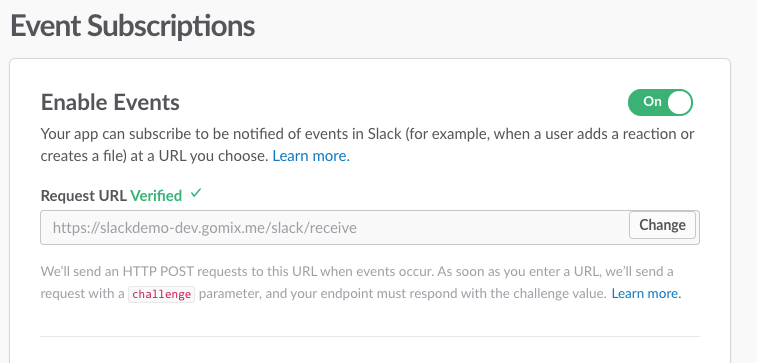 Event Subscriptions
Enable Events
On
Your app can subscribe to be notified of events in Slack (for example, when a user adds a reaction or
creates a file) at a URL you choose. Learn more.
Request URL Verified ✓
https://slackdemo-dev.gomix.me/slack/receive
Change
We'll send an HTTP POST requests to this URL when events occur. As soon as you enter a URL, we'll send a
request with a challenge parameter, and your endpoint must respond with the challenge value. Learn more.